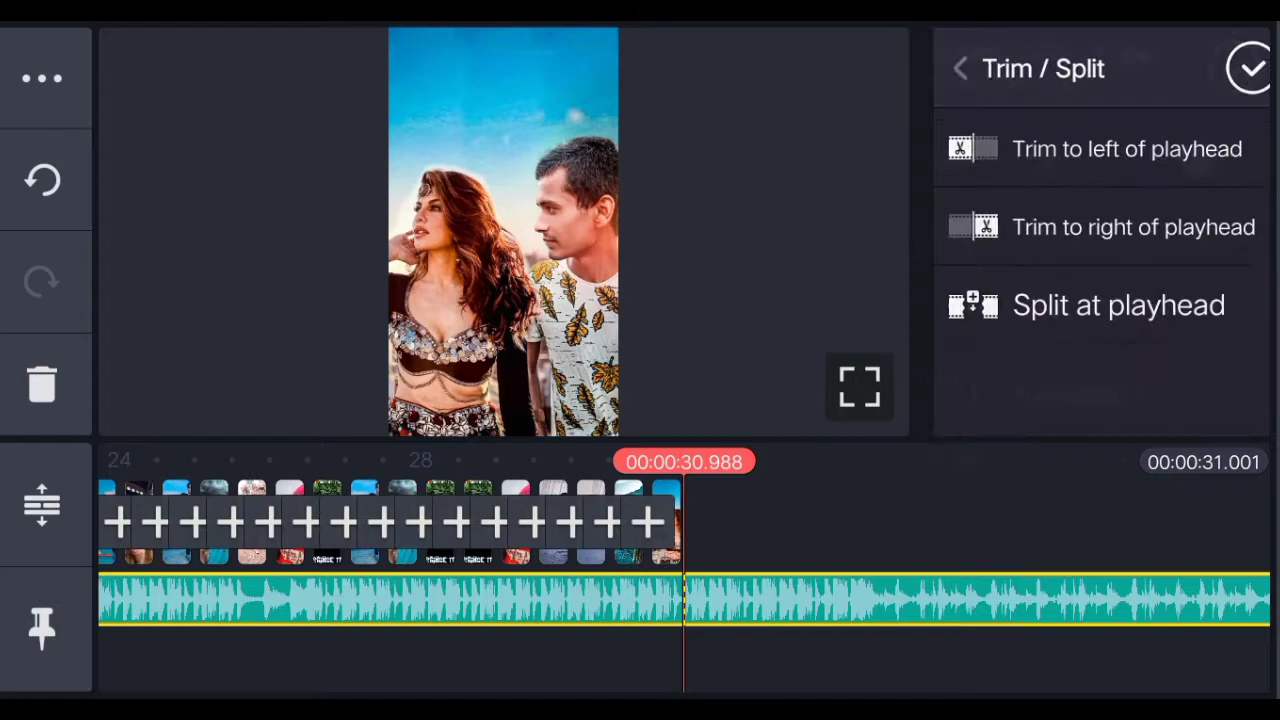 Trim / Split
Trim to left of playhead
Trim to right of playhead
Split at playhead
24
28
00:00:30.988
00:00:31.001